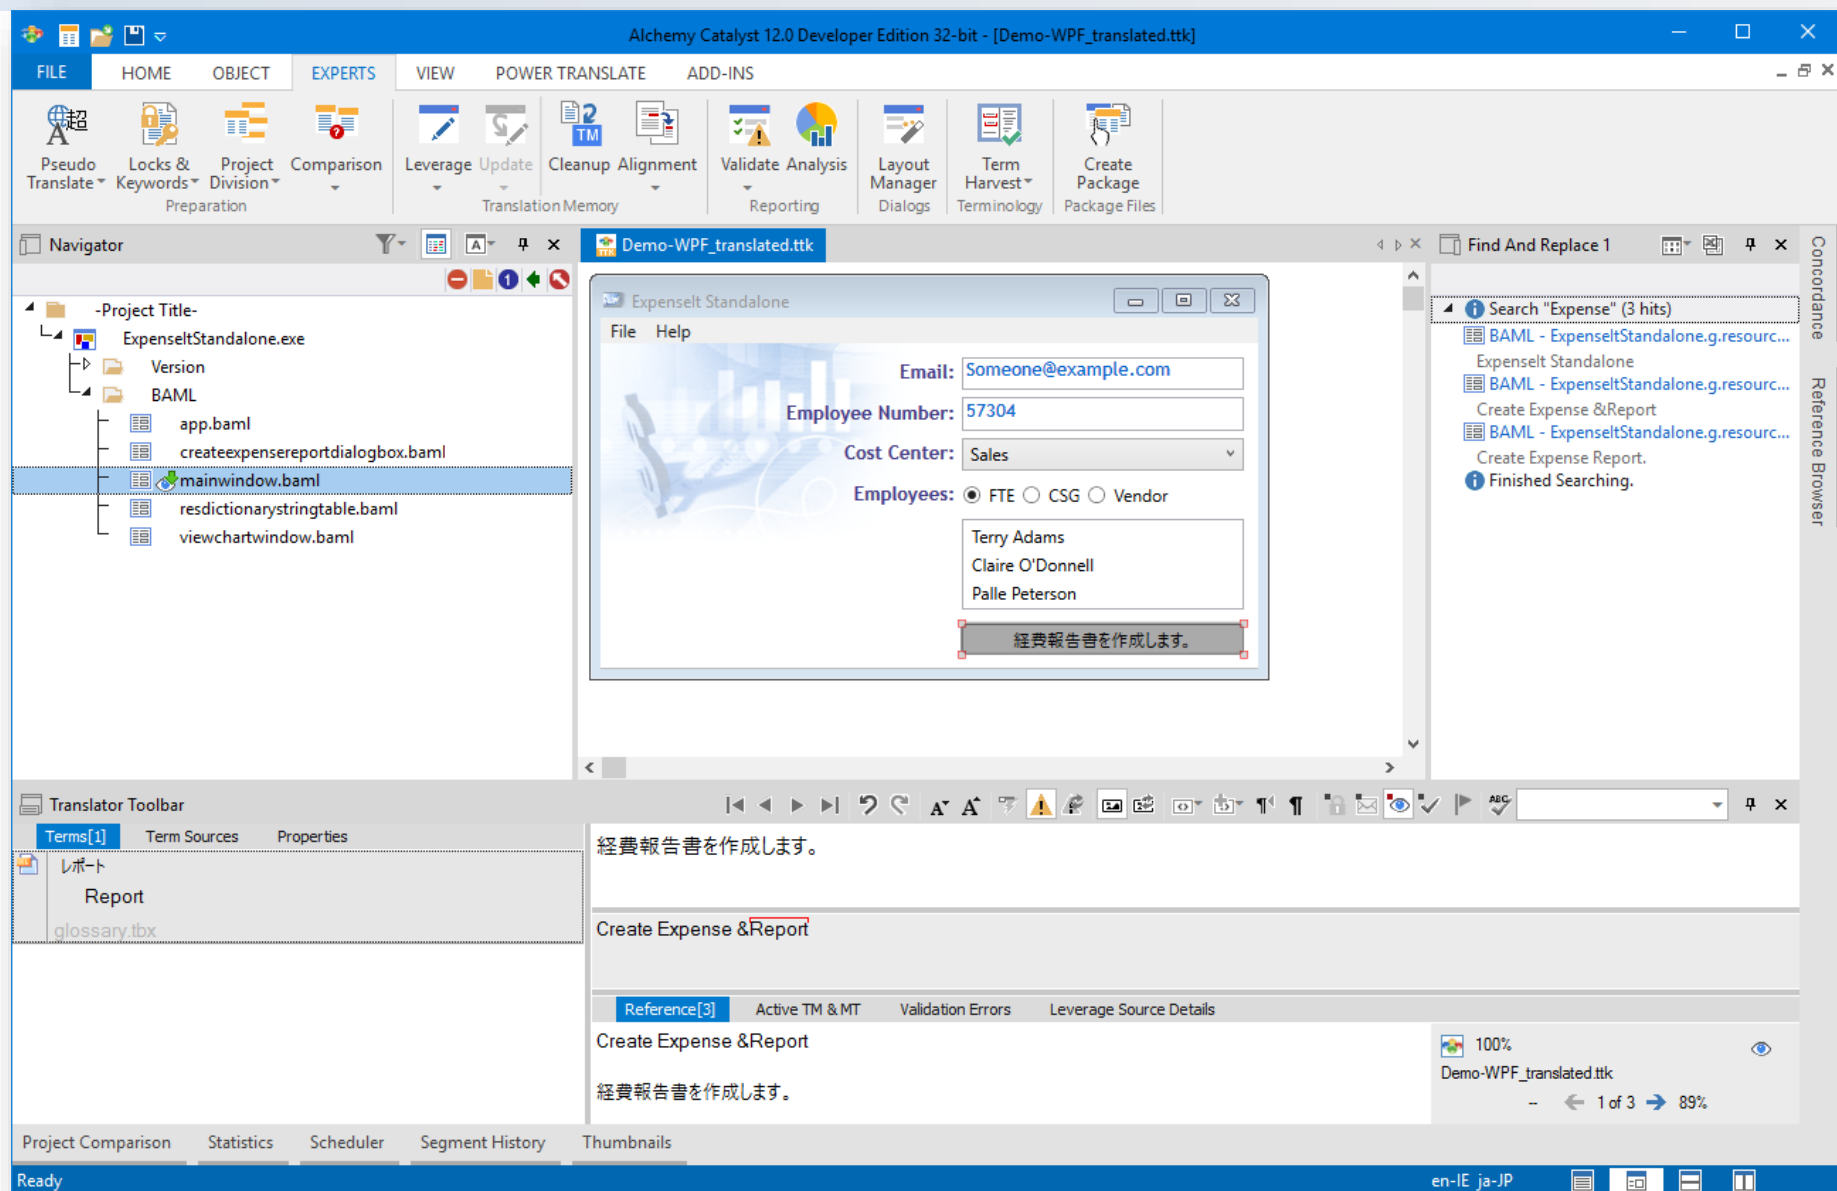 Alchemy Catalyst 12.0 Developer Edition 32-bit - [Demo-WPF_translated.ttk]
FILE HOME OBJECT EXPERTS VIEW POWER TRANSLATE ADD-INS
Pseudo Translate
Locks & Keywords
Project Division
Comparison
Leverage
Update
Cleanup
TM
Alignment
Validate
Analysis
Layout Manager
Term Harvest
Create Package
Preparation
Translation Memory
Reporting
Dialogs
Terminology
Package Files
Navigator
-Project Title-
ExpenseItStandalone.exe
Version
BAML
app.baml
createexpensereportdialogbox.baml
mainwindow.baml
resdictionarystringtable.baml
viewchartwindow.baml
Demo-WPF_translated.ttk
ExpenseIt Standalone
File Help
Email: Someone@example.com
Employee Number: 57304
Cost Center: Sales
Employees: FTE CSG Vendor
Terry Adams
Claire O'Donnell
Palle Peterson
経費報告書を作成します。
Find And Replace 1
Search "Expense" (3 hits)
BAML - ExpenseItStandalone.g.resourc...
ExpenseIt Standalone
BAML - ExpenseItStandalone.g.resourc...
Create Expense &Report
BAML - ExpenseItStandalone.g.resourc...
Create Expense Report.
Finished Searching.
Concordance
Reference Browser
Translator Toolbar
ABC
Terms[1] Term Sources Properties
レポート
Report
glossary.tbx
経費報告書を作成します。
Create Expense &Report
Reference[3] Active TM & MT Validation Errors Leverage Source Details
Create Expense &Report
経費報告書を作成します。
100%
Demo-WPF_translated.ttk
-- 1 of 3 89%
Project Comparison Statistics Scheduler Segment History Thumbnails
Ready
en-IE ja-JP